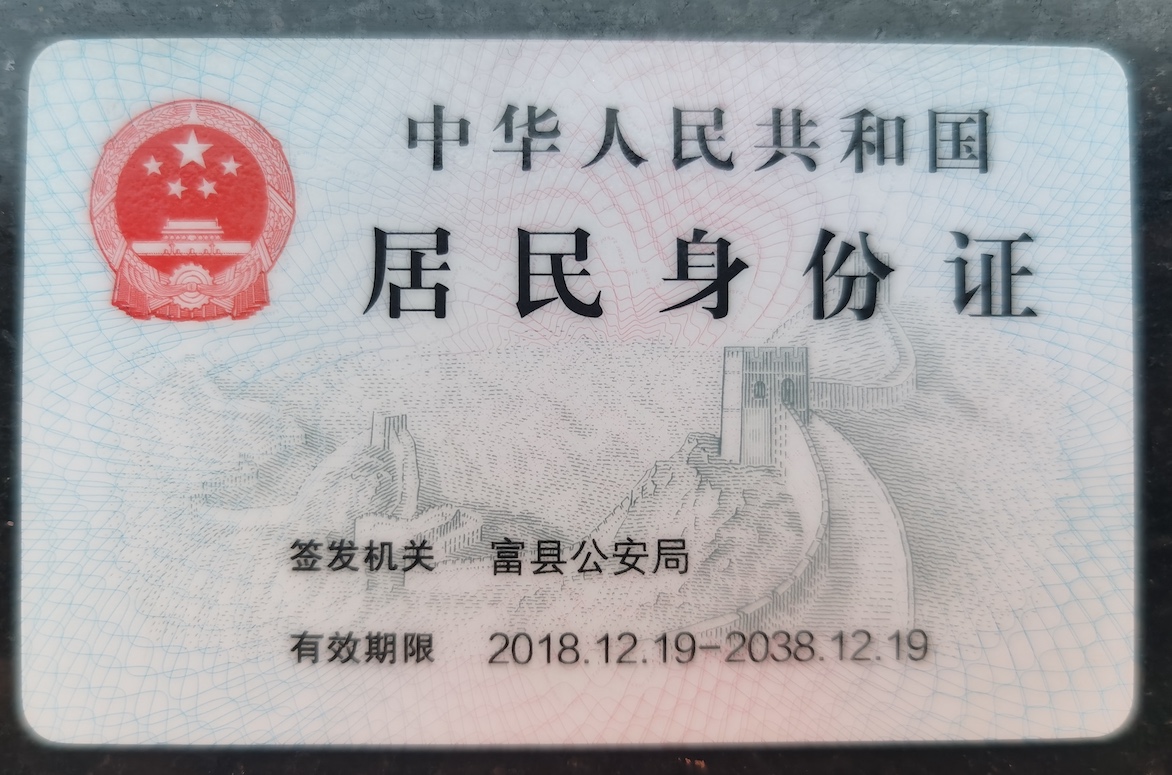 中华人民共和国
居民身份证
签发机关 富县公安局
有效期限 2018.12.19-2038.12.19